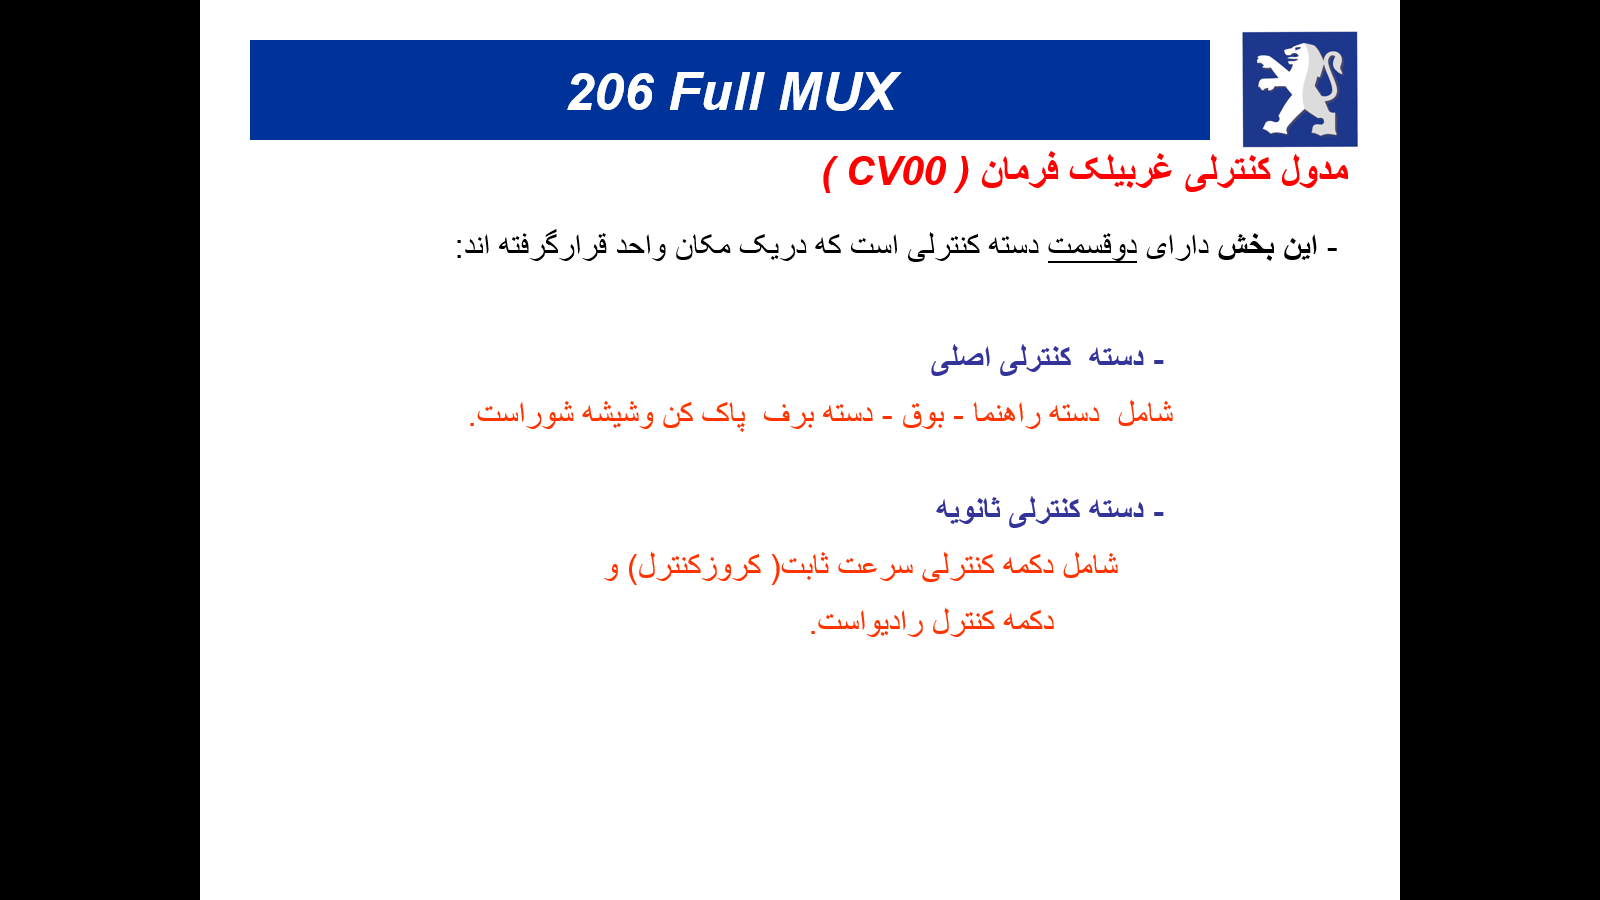 206 Full MUX
مدول کنترلی غربیلک فرمان ( CV00 )
- این بخش دارای دوقسمت دسته کنترلی است که دریک مکان واحد قرارگرفته اند:
- دسته کنترلی اصلی
شامل دسته راهنما - بوق - دسته برف پاک کن وشیشه شوراست.
- دسته کنترلی ثانویه
شامل دکمه کنترلی سرعت ثابت( کروزکنترل) و
دکمه کنترل رادیواست.